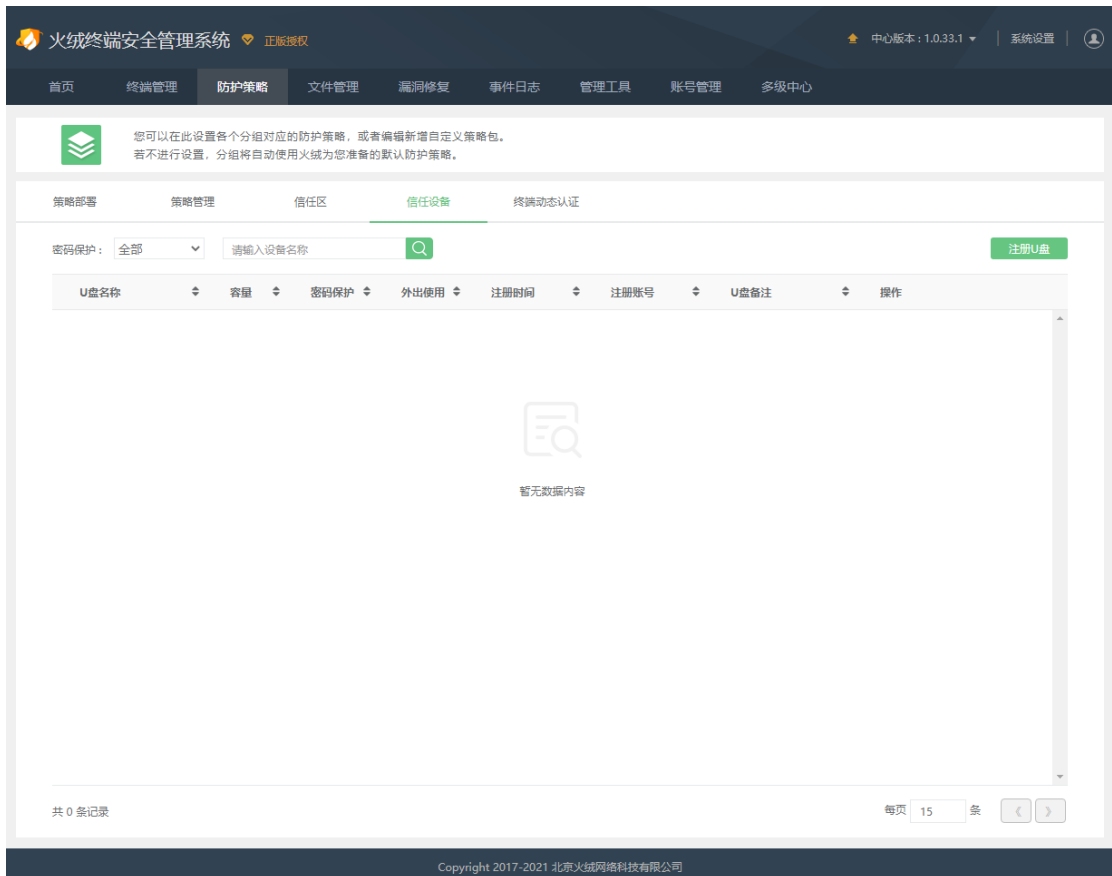 火绒终端安全管理系统 正版授权 中心版本：1.0.33.1 系统设置
首页 终端管理 防护策略 文件管理 漏洞修复 事件日志 管理工具 账号管理 多级中心
您可以在此设置各个分组对应的防护策略，或者编辑新增自定义策略包。
若不进行设置，分组将自动使用火绒为您准备的默认防护策略。
策略部署 策略管理 信任区 信任设备 终端动态认证
密码保护： 全部 请输入设备名称 注册U盘
U盘名称 容量 密码保护 外出使用 注册时间 注册账号 U盘备注 操作
暂无数据内容
共 0 条记录 每页 15 条
Copyright 2017-2021 北京火绒网络科技有限公司